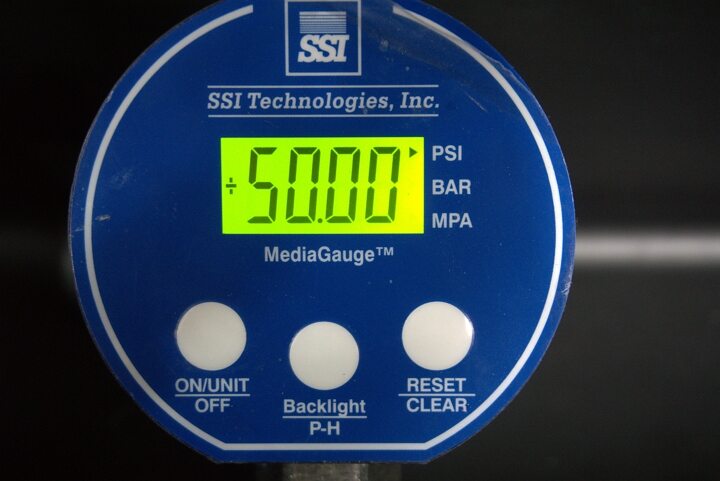 SSI
SSI Technologies, Inc.
÷50.00
PSI
BAR
MPA
MediaGauge™
ON/UNIT
OFF
Backlight
P-H
RESET
CLEAR